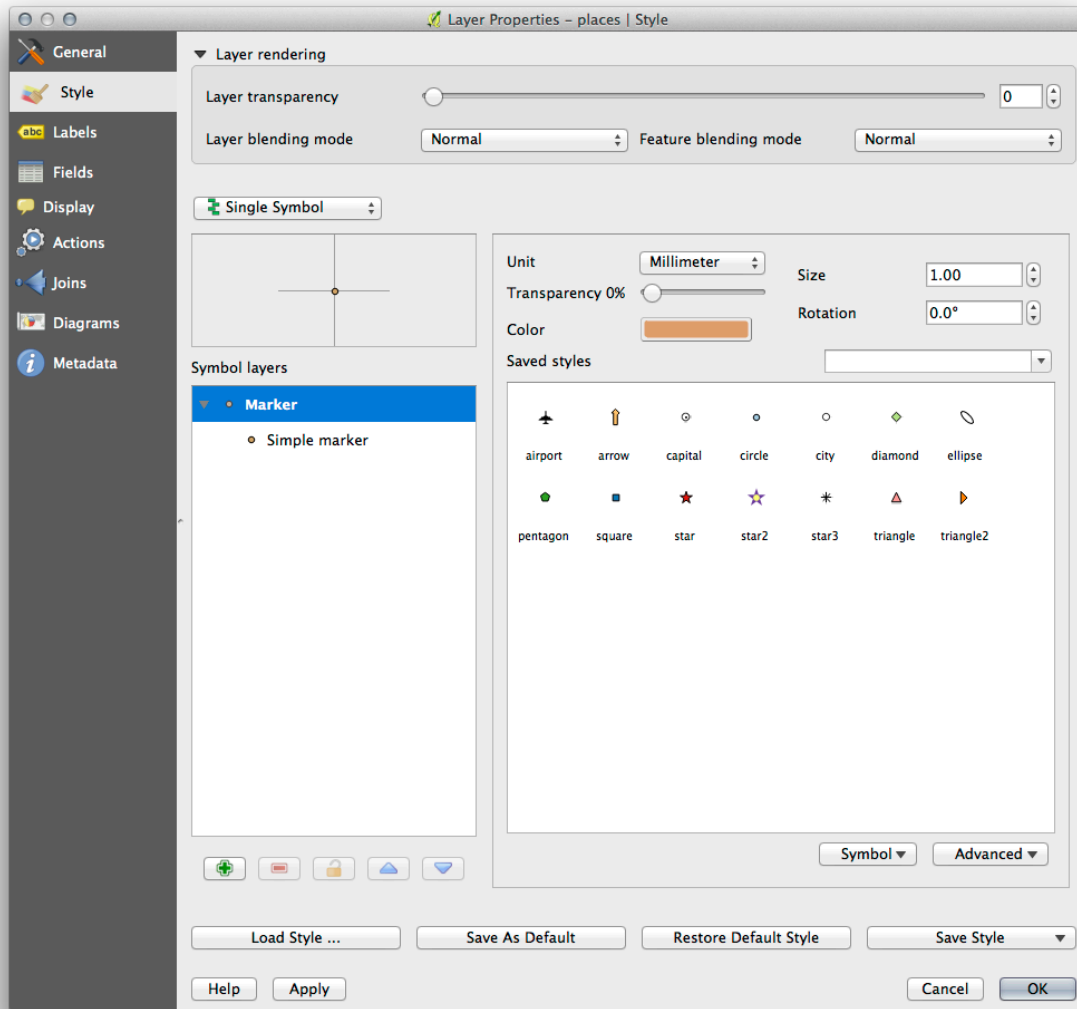 Layer Properties – places | Style
General
Style
abc Labels
Fields
Display
Actions
Joins
Diagrams
Metadata
Layer rendering
Layer transparency 0
Layer blending mode Normal Feature blending mode Normal
Single Symbol
Unit Millimeter Size 1.00
Transparency 0%
Rotation 0.0°
Color
Saved styles
Symbol layers
Marker
Simple marker
airport arrow capital circle city diamond ellipse
pentagon square star star2 star3 triangle triangle2
Symbol Advanced
Load Style ... Save As Default Restore Default Style Save Style
Help Apply Cancel OK